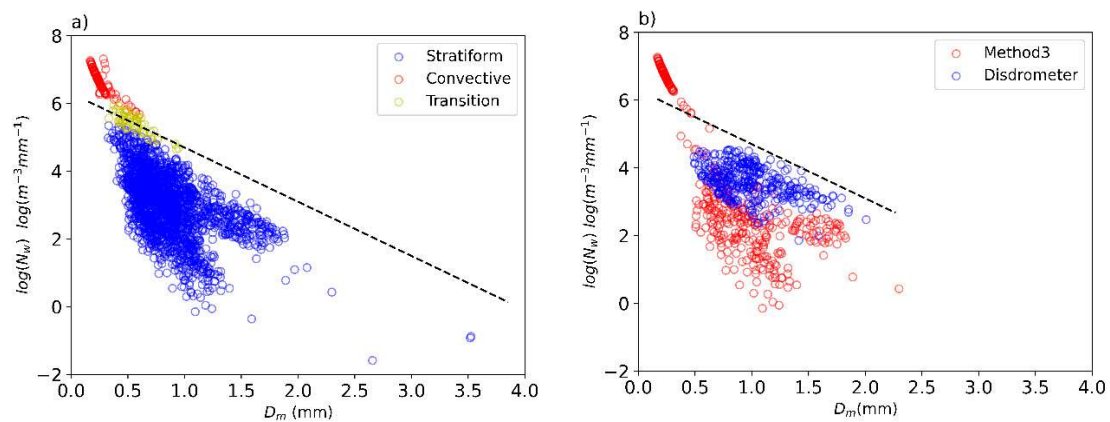 a)
8
6
4
2
0
−2
log(N_w) log(m⁻³mm⁻¹)
0.0 0.5 1.0 1.5 2.0 2.5 3.0 3.5 4.0
D_m (mm)
Stratiform
Convective
Transition
b)
8
6
4
2
0
−2
log(N_w) log(m⁻³mm⁻¹)
0.0 0.5 1.0 1.5 2.0 2.5 3.0 3.5 4.0
D_m(mm)
Method3
Disdrometer